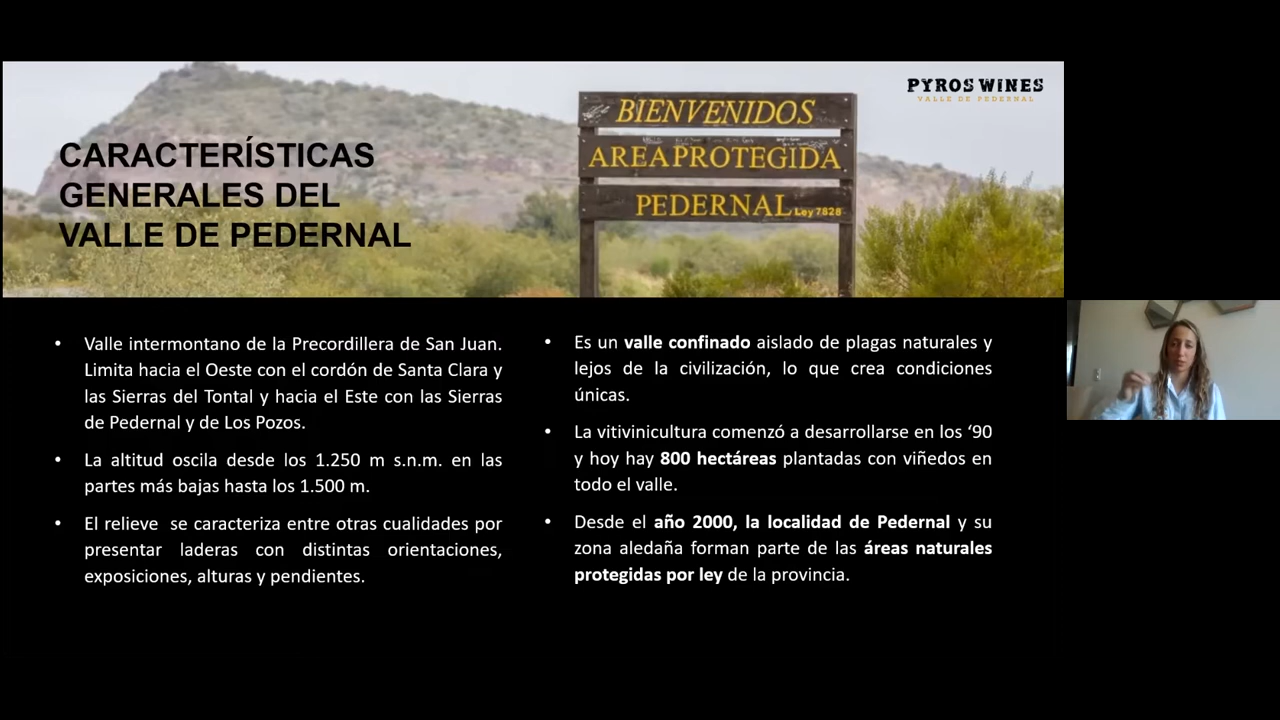 PYROS WINES
VALLE DE PEDERNAL
BIENVENIDOS
AREA PROTEGIDA
PEDERNAL Ley 7828
CARACTERÍSTICAS
GENERALES DEL
VALLE DE PEDERNAL
• Valle intermontano de la Precordillera de San Juan.
Limita hacia el Oeste con el cordón de Santa Clara y
las Sierras del Tontal y hacia el Este con las Sierras
de Pedernal y de Los Pozos.
• La altitud oscila desde los 1.250 m s.n.m. en las
partes más bajas hasta los 1.500 m.
• El relieve se caracteriza entre otras cualidades por
presentar laderas con distintas orientaciones,
exposiciones, alturas y pendientes.
• Es un valle confinado aislado de plagas naturales y
lejos de la civilización, lo que crea condiciones
únicas.
• La vitivinicultura comenzó a desarrollarse en los ‘90
y hoy hay 800 hectáreas plantadas con viñedos en
todo el valle.
• Desde el año 2000, la localidad de Pedernal y su
zona aledaña forman parte de las áreas naturales
protegidas por ley de la provincia.